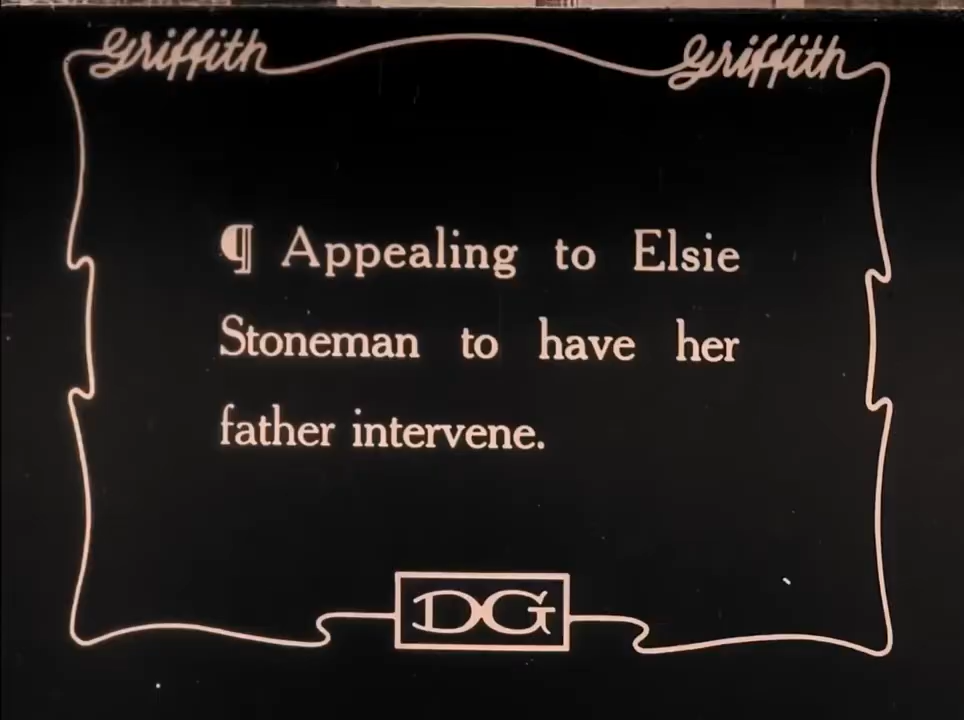 Griffith Griffith
¶ Appealing to Elsie
Stoneman to have her
father intervene.
DG